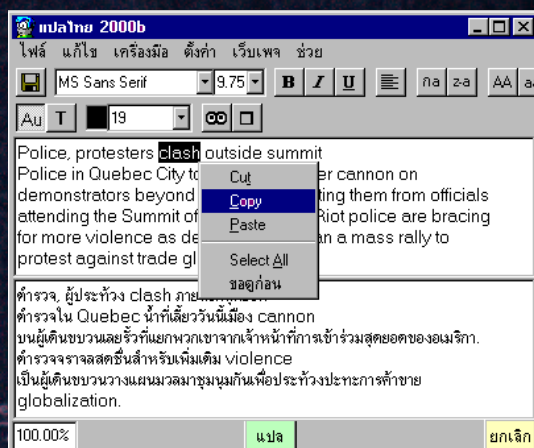 แปลไทย 2000b
ไฟล์ แก้ไข เครื่องมือ ตั้งค่า เว็บเพจ ช่วย
MS Sans Serif 9.75 B I U กa z-a AA a
Au T 19
Police, protesters clash outside summit
Police in Quebec City to er cannon on
demonstrators beyond ting them from officials
attending the Summit of Riot police are bracing
for more violence as de an a mass rally to
protest against trade gl
Cut
Copy
Paste
Select All
ขอดูก่อน
ตำรวจ, ผู้ประท้วง clash ภาย
ตำรวจใน Quebec น้ำที่เลี้ยววันนี้เมือง cannon
บนผู้เดินขบวนเลยรั้วที่แยกพวกเขาจากเจ้าหน้าที่การเข้าร่วมสุดยอดของอเมริกา.
ตำรวจจราจลสดชื่นสำหรับเพิ่มเติม violence
เป็นผู้เดินขบวนวางแผนมวลมาชุมนุมกันเพื่อประท้วงปะทะการค้าขาย
globalization.
100.00% แปล ยกเลิก